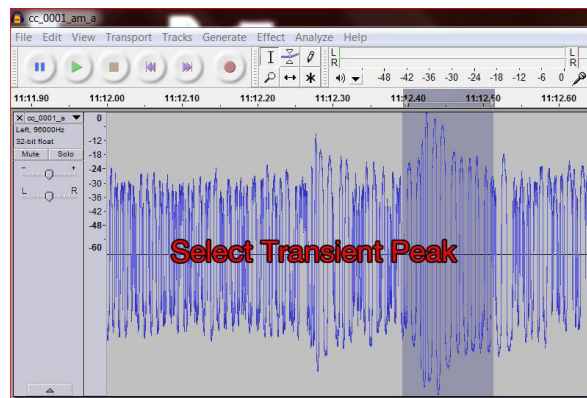 cc_0001_am_a
File Edit View Transport Tracks Generate Effect Analyze Help
L
R
L
R
-48 -42 -36 -30 -24 -18 -12 -6 0
11:11.90 11:12.00 11:12.10 11:12.20 11:12.30 11:12.40 11:12.50 11:12.60
X cc_0001_a
Left, 96000Hz
32-bit float
Mute Solo
- +
L R
0
-12
-18
-24
-30
-36
-42
-48
-60
Select Transient Peak